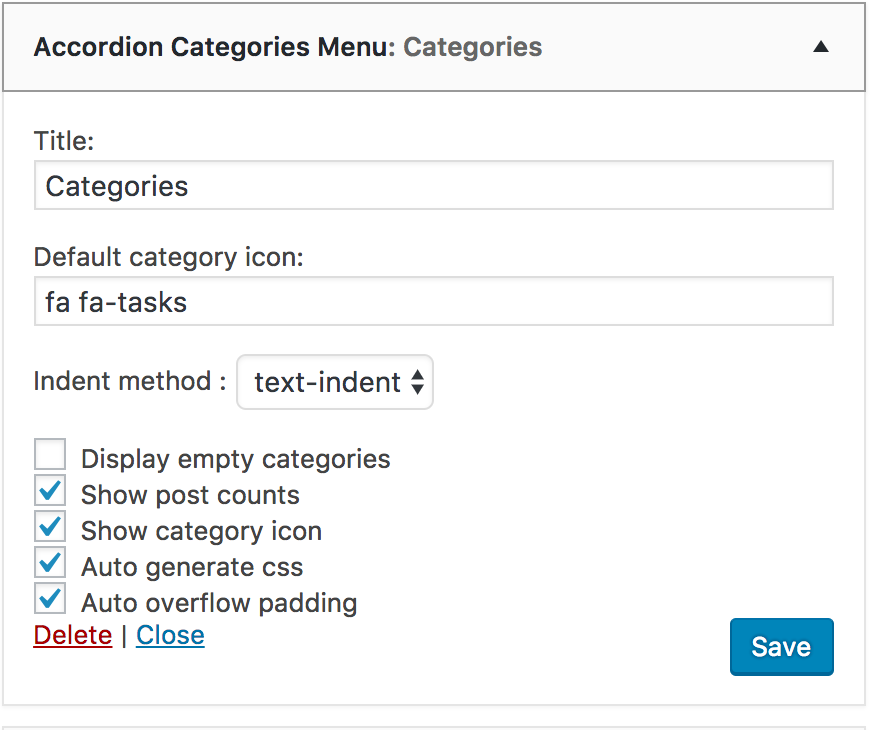 Accordion Categories Menu: Categories
Title:
Categories
Default category icon:
fa fa-tasks
Indent method : text-indent
Display empty categories
Show post counts
Show category icon
Auto generate css
Auto overflow padding
Delete | Close
Save